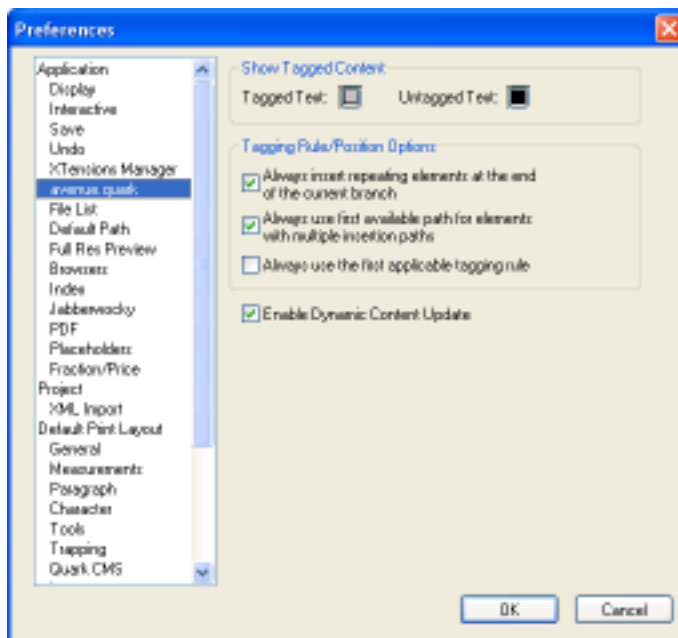 Preferences
Application
Display
Interactive
Save
Undo
XTensions Manager
avenue.quark
File List
Default Path
Full Res Preview
Browsers
Index
Jabberwocky
PDF
Placeholders
Fraction/Price
Project
XML Import
Default Print Layout
General
Measurements
Paragraph
Character
Tools
Trapping
Quark CMS
Show Tagged Content
Tagged Text: Untagged Text:
Tagging Rule/Position Options
Always insert repeating elements at the end
of the current branch
Always use first available path for elements
with multiple insertion paths
Always use the first applicable tagging rule
Enable Dynamic Content Update
OK Cancel